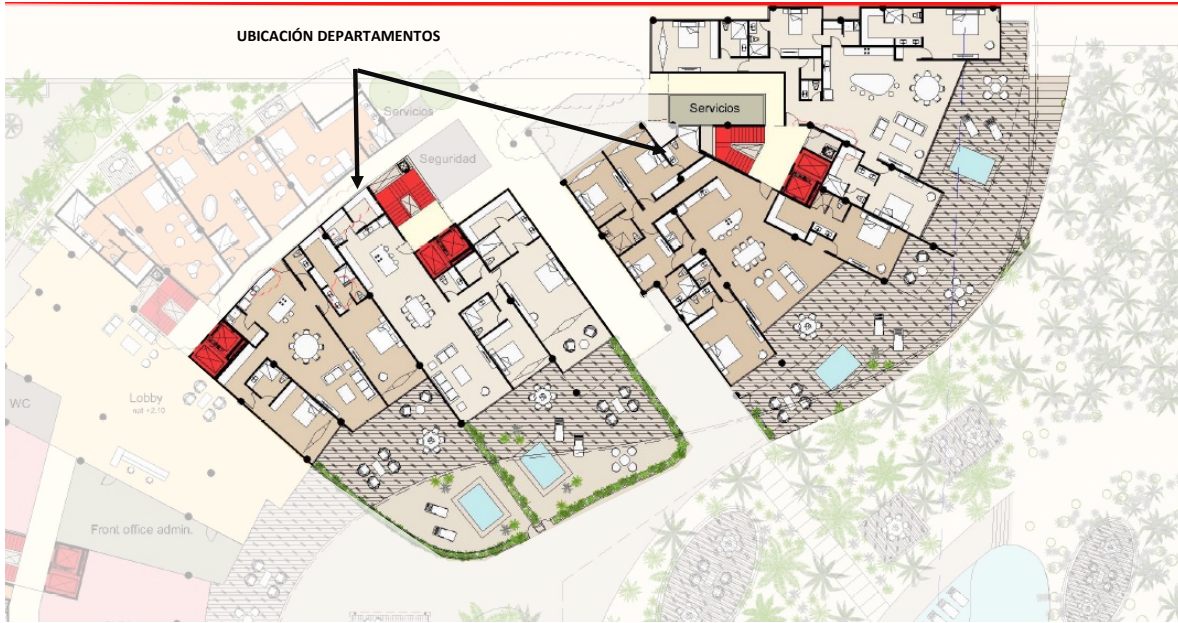 UBICACIÓN DEPARTAMENTOS
Servicios
Servicios
Seguridad
Lobby
WC
Front office admin.